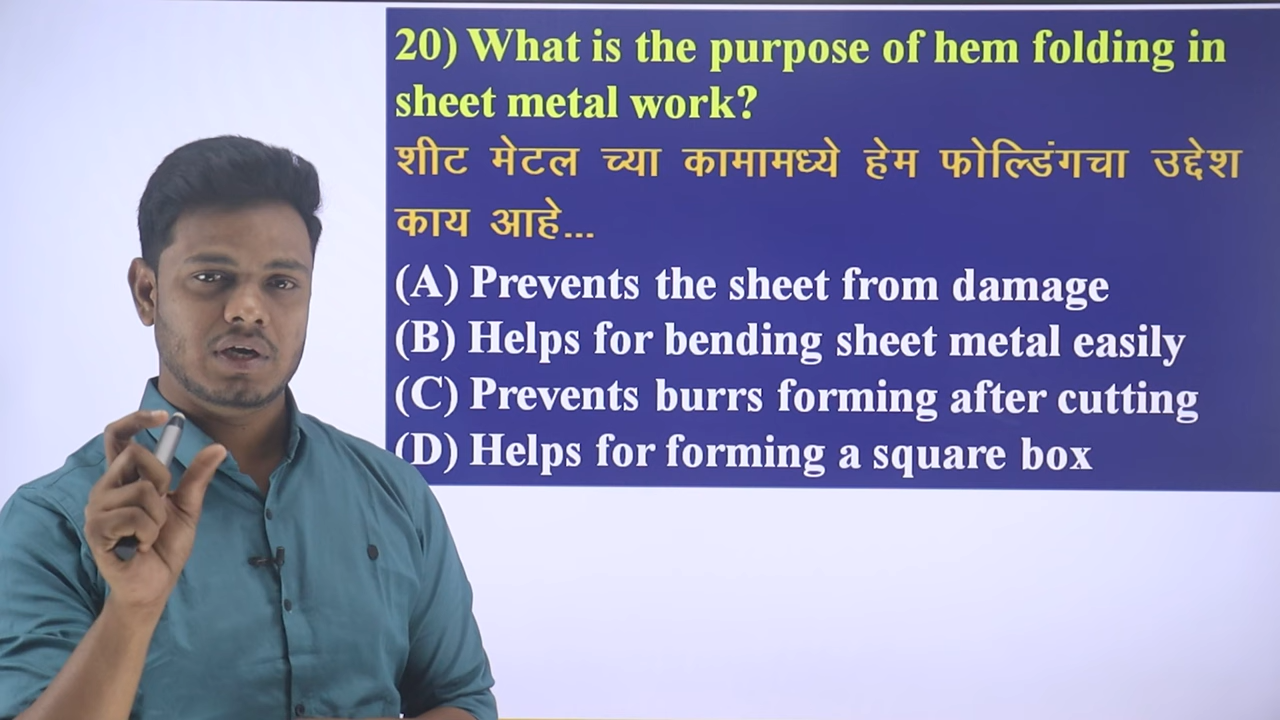 20) What is the purpose of hem folding in
sheet metal work?
शीट मेटल च्या कामामध्ये हेम फोल्डिंगचा उद्देश
काय आहे...
(A) Prevents the sheet from damage
(B) Helps for bending sheet metal easily
(C) Prevents burrs forming after cutting
(D) Helps for forming a square box